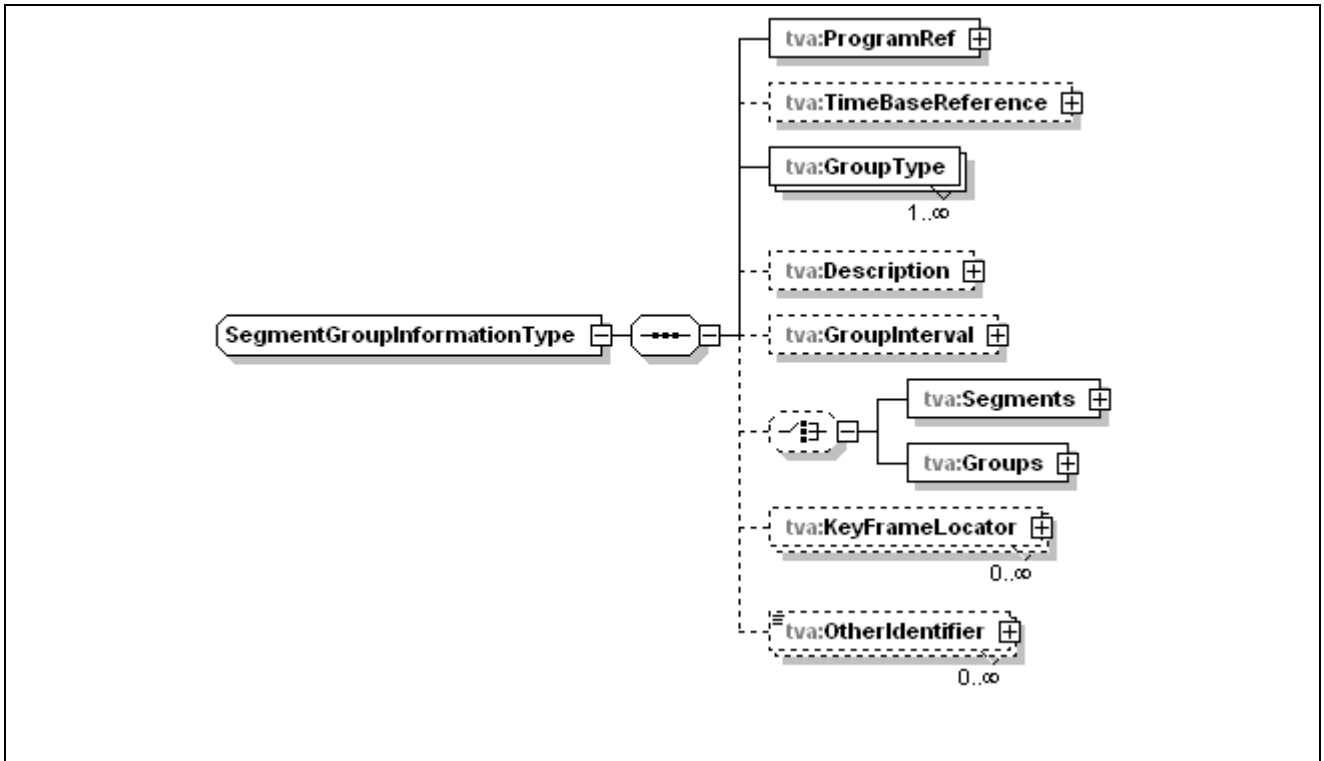 tva:ProgramRef
tva:TimeBaseReference
tva:GroupType
1..∞
tva:Description
SegmentGroupInformationType
tva:GroupInterval
tva:Segments
tva:Groups
tva:KeyFrameLocator
0..∞
tva:OtherIdentifier
0..∞